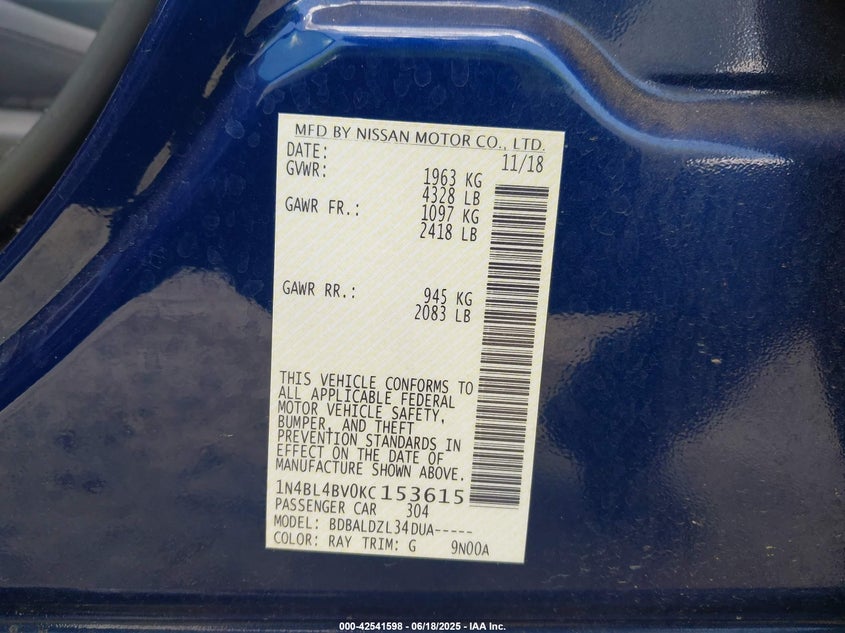 MFD BY NISSAN MOTOR CO., LTD.
DATE: 11/18
GVWR: 1963 KG
4328 LB
GAWR FR.: 1097 KG
2418 LB
GAWR RR.: 945 KG
2083 LB
THIS VEHICLE CONFORMS TO
ALL APPLICABLE FEDERAL
MOTOR VEHICLE SAFETY,
BUMPER, AND THEFT
PREVENTION STANDARDS IN
EFFECT ON THE DATE OF
MANUFACTURE SHOWN ABOVE.
1N4BL4BV0KC153615
PASSENGER CAR 304
MODEL: BDBALDZL34DUA-----
COLOR: RAY TRIM: G 9N00A
000-42541598 - 06/18/2025 - IAA Inc.